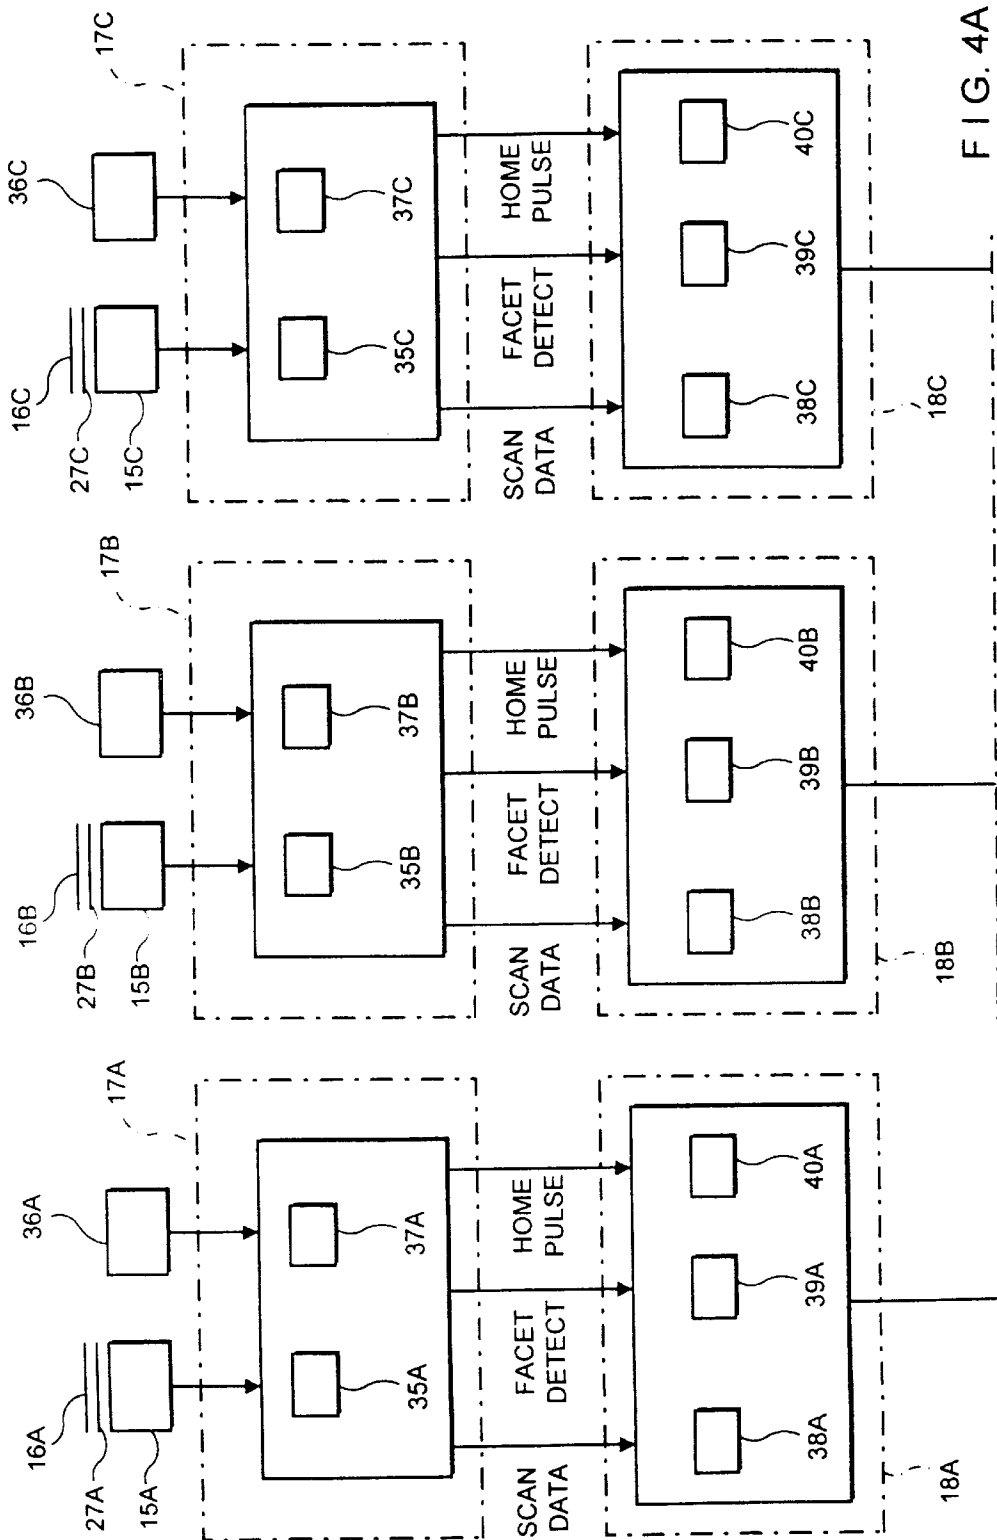 16A
27A
15A
36A
17A
35A
37A
SCAN
DATA
FACET
DETECT
HOME
PULSE
38A
39A
40A
18A
16B
27B
15B
36B
17B
35B
37B
SCAN
DATA
FACET
DETECT
HOME
PULSE
38B
39B
40B
18B
16C
27C
15C
36C
17C
35C
37C
SCAN
DATA
FACET
DETECT
HOME
PULSE
38C
39C
40C
18C
FIG. 4A